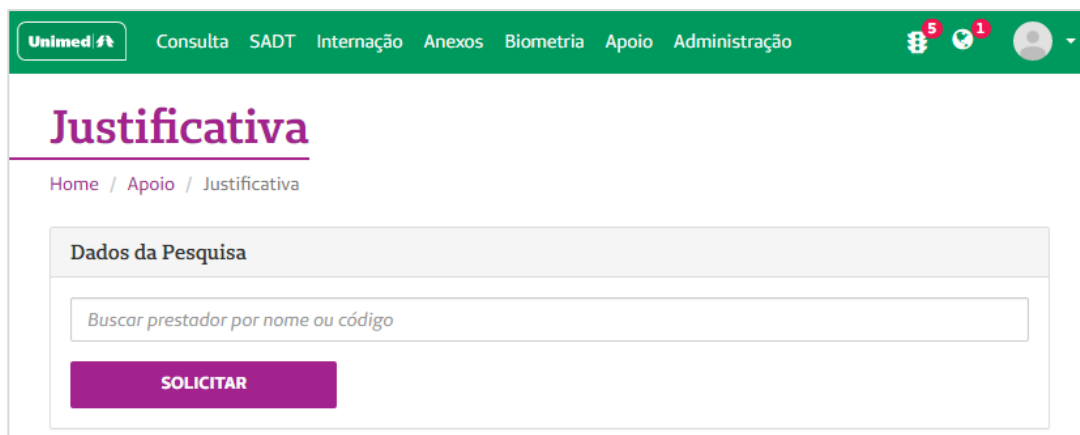 Unimed Consulta SADT Internação Anexos Biometria Apoio Administração 5 1
Justificativa
Home / Apoio / Justificativa
Dados da Pesquisa
Buscar prestador por nome ou código
SOLICITAR